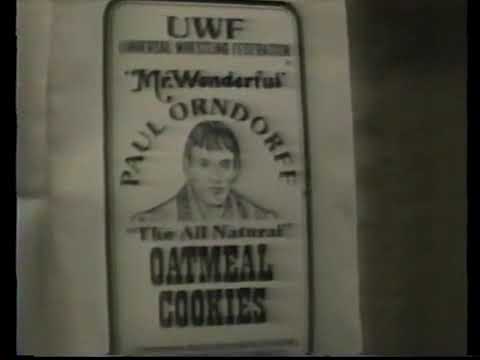 UWF
UNIVERSAL WRESTLING FEDERATION
"Mr. Wonderful"
PAUL ORNDORFF
"The All Natural"
OATMEAL
COOKIES